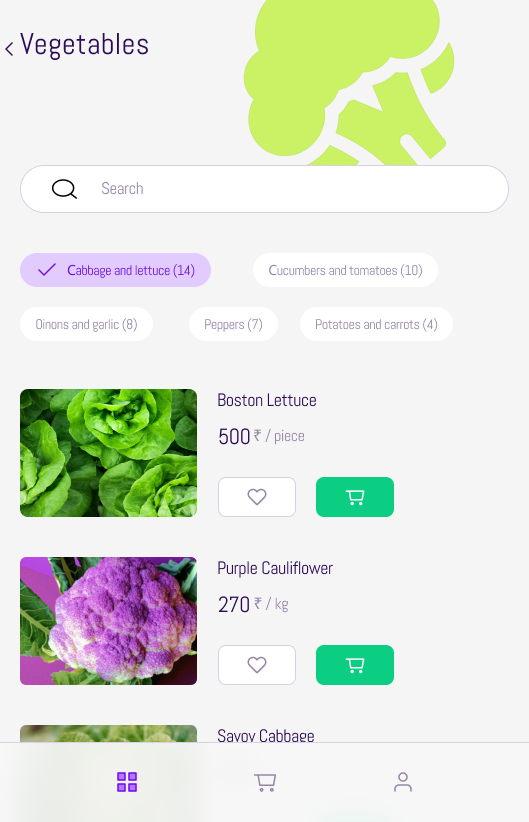 Vegetables
Search
Cabbage and lettuce (14)
Cucumbers and tomatoes (10)
Oinons and garlic (8)
Peppers (7)
Potatoes and carrots (4)
Boston Lettuce
500 ₹ / piece
Purple Cauliflower
270 ₹ / kg
Savoy Cabbage